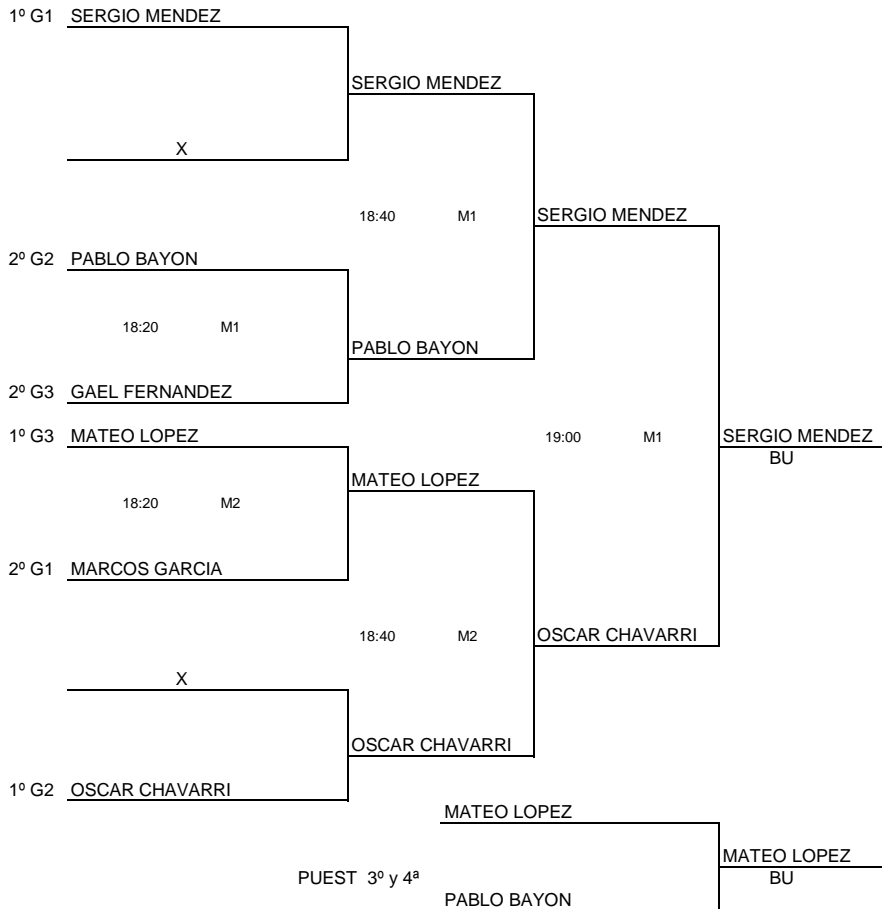 1º G1 SERGIO MENDEZ
SERGIO MENDEZ
X
18:40 M1 SERGIO MENDEZ
2º G2 PABLO BAYON
18:20 M1
PABLO BAYON
2º G3 GAEL FERNANDEZ
1º G3 MATEO LOPEZ 19:00 M1 SERGIO MENDEZ
BU
MATEO LOPEZ
18:20 M2
2º G1 MARCOS GARCIA
18:40 M2 OSCAR CHAVARRI
X
OSCAR CHAVARRI
1º G2 OSCAR CHAVARRI
MATEO LOPEZ
MATEO LOPEZ
PUEST 3º y 4ª BU
PABLO BAYON